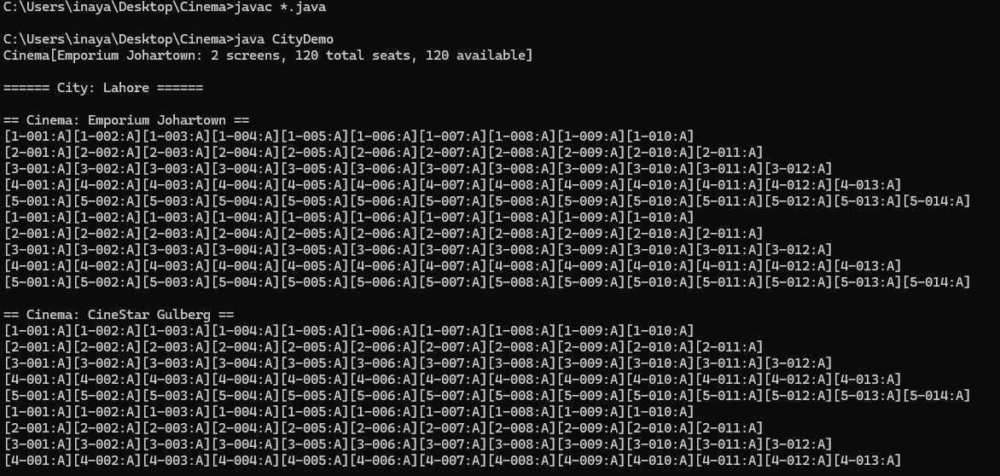 C:\Users\inaya\Desktop\Cinema>javac *.java
C:\Users\inaya\Desktop\Cinema>java CityDemo
Cinema[Emporium Johartown: 2 screens, 120 total seats, 120 available]
====== City: Lahore ======
== Cinema: Emporium Johartown ==
[1-001:A][1-002:A][1-003:A][1-004:A][1-005:A][1-006:A][1-007:A][1-008:A][1-009:A][1-010:A]
[2-001:A][2-002:A][2-003:A][2-004:A][2-005:A][2-006:A][2-007:A][2-008:A][2-009:A][2-010:A][2-011:A]
[3-001:A][3-002:A][3-003:A][3-004:A][3-005:A][3-006:A][3-007:A][3-008:A][3-009:A][3-010:A][3-011:A][3-012:A]
[4-001:A][4-002:A][4-003:A][4-004:A][4-005:A][4-006:A][4-007:A][4-008:A][4-009:A][4-010:A][4-011:A][4-012:A][4-013:A]
[5-001:A][5-002:A][5-003:A][5-004:A][5-005:A][5-006:A][5-007:A][5-008:A][5-009:A][5-010:A][5-011:A][5-012:A][5-013:A][5-014:A]
[1-001:A][1-002:A][1-003:A][1-004:A][1-005:A][1-006:A][1-007:A][1-008:A][1-009:A][1-010:A]
[2-001:A][2-002:A][2-003:A][2-004:A][2-005:A][2-006:A][2-007:A][2-008:A][2-009:A][2-010:A][2-011:A]
[3-001:A][3-002:A][3-003:A][3-004:A][3-005:A][3-006:A][3-007:A][3-008:A][3-009:A][3-010:A][3-011:A][3-012:A]
[4-001:A][4-002:A][4-003:A][4-004:A][4-005:A][4-006:A][4-007:A][4-008:A][4-009:A][4-010:A][4-011:A][4-012:A][4-013:A]
[5-001:A][5-002:A][5-003:A][5-004:A][5-005:A][5-006:A][5-007:A][5-008:A][5-009:A][5-010:A][5-011:A][5-012:A][5-013:A][5-014:A]
== Cinema: CineStar Gulberg ==
[1-001:A][1-002:A][1-003:A][1-004:A][1-005:A][1-006:A][1-007:A][1-008:A][1-009:A][1-010:A]
[2-001:A][2-002:A][2-003:A][2-004:A][2-005:A][2-006:A][2-007:A][2-008:A][2-009:A][2-010:A][2-011:A]
[3-001:A][3-002:A][3-003:A][3-004:A][3-005:A][3-006:A][3-007:A][3-008:A][3-009:A][3-010:A][3-011:A][3-012:A]
[4-001:A][4-002:A][4-003:A][4-004:A][4-005:A][4-006:A][4-007:A][4-008:A][4-009:A][4-010:A][4-011:A][4-012:A][4-013:A]
[5-001:A][5-002:A][5-003:A][5-004:A][5-005:A][5-006:A][5-007:A][5-008:A][5-009:A][5-010:A][5-011:A][5-012:A][5-013:A][5-014:A]
[1-001:A][1-002:A][1-003:A][1-004:A][1-005:A][1-006:A][1-007:A][1-008:A][1-009:A][1-010:A]
[2-001:A][2-002:A][2-003:A][2-004:A][2-005:A][2-006:A][2-007:A][2-008:A][2-009:A][2-010:A][2-011:A]
[3-001:A][3-002:A][3-003:A][3-004:A][3-005:A][3-006:A][3-007:A][3-008:A][3-009:A][3-010:A][3-011:A][3-012:A]
[4-001:A][4-002:A][4-003:A][4-004:A][4-005:A][4-006:A][4-007:A][4-008:A][4-009:A][4-010:A][4-011:A][4-012:A][4-013:A]